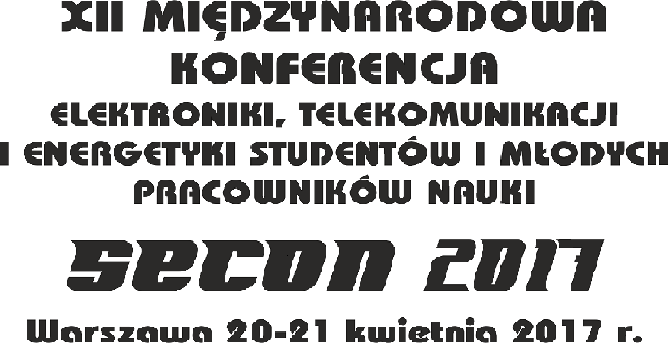 XII MIĘDZYNARODOWA
KONFERENCJA
ELEKTRONIKI, TELEKOMUNIKACJI
I ENERGETYKI STUDENTÓW I MŁODYCH
PRACOWNIKÓW NAUKI
SECON 2017
Warszawa 20-21 kwietnia 2017 r.